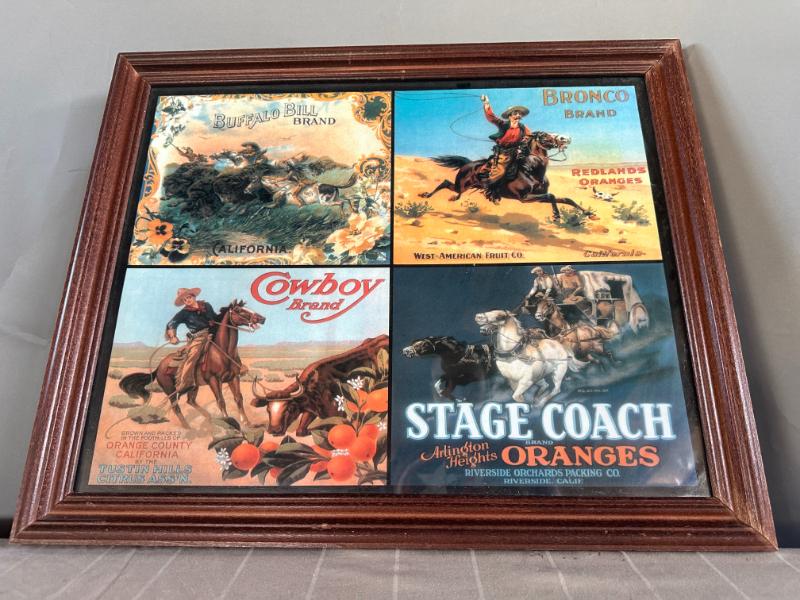 BUFFALO BILL
BRAND
CALIFORNIA
BRONCO
BRAND
REDLANDS
ORANGES
WEST-AMERICAN FRUIT CO.
California
Cowboy
Brand
GROWN AND PACKED
IN THE FOOTHILLS OF
ORANGE COUNTY
CALIFORNIA
BY THE
TUSTIN HILLS
CITRUS ASS'N.
STAGE COACH
BRAND
Arlington
Heights ORANGES
RIVERSIDE ORCHARDS PACKING CO.
RIVERSIDE, CALIF.